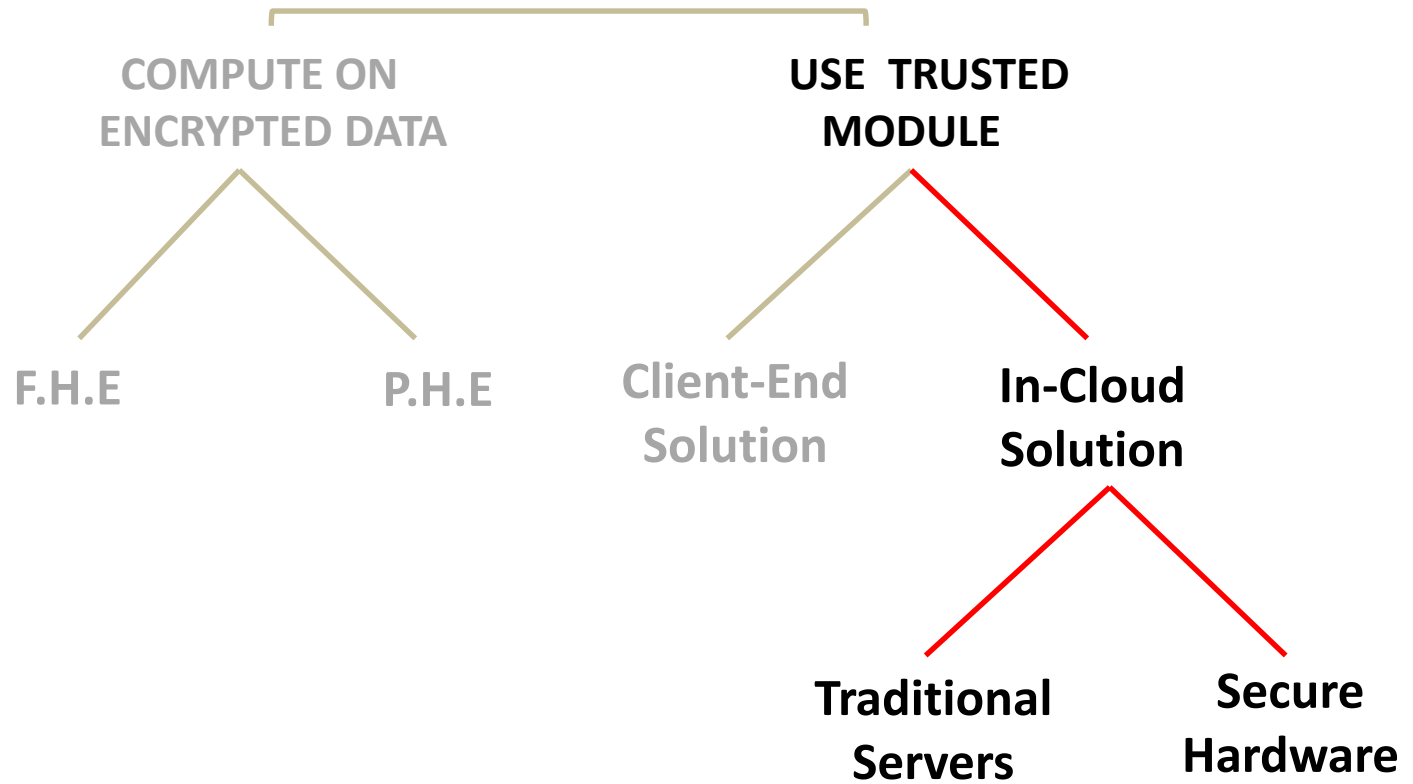 COMPUTE ON
ENCRYPTED DATA
USE TRUSTED
MODULE
F.H.E
P.H.E
Client-End
Solution
In-Cloud
Solution
Traditional
Servers
Secure
Hardware